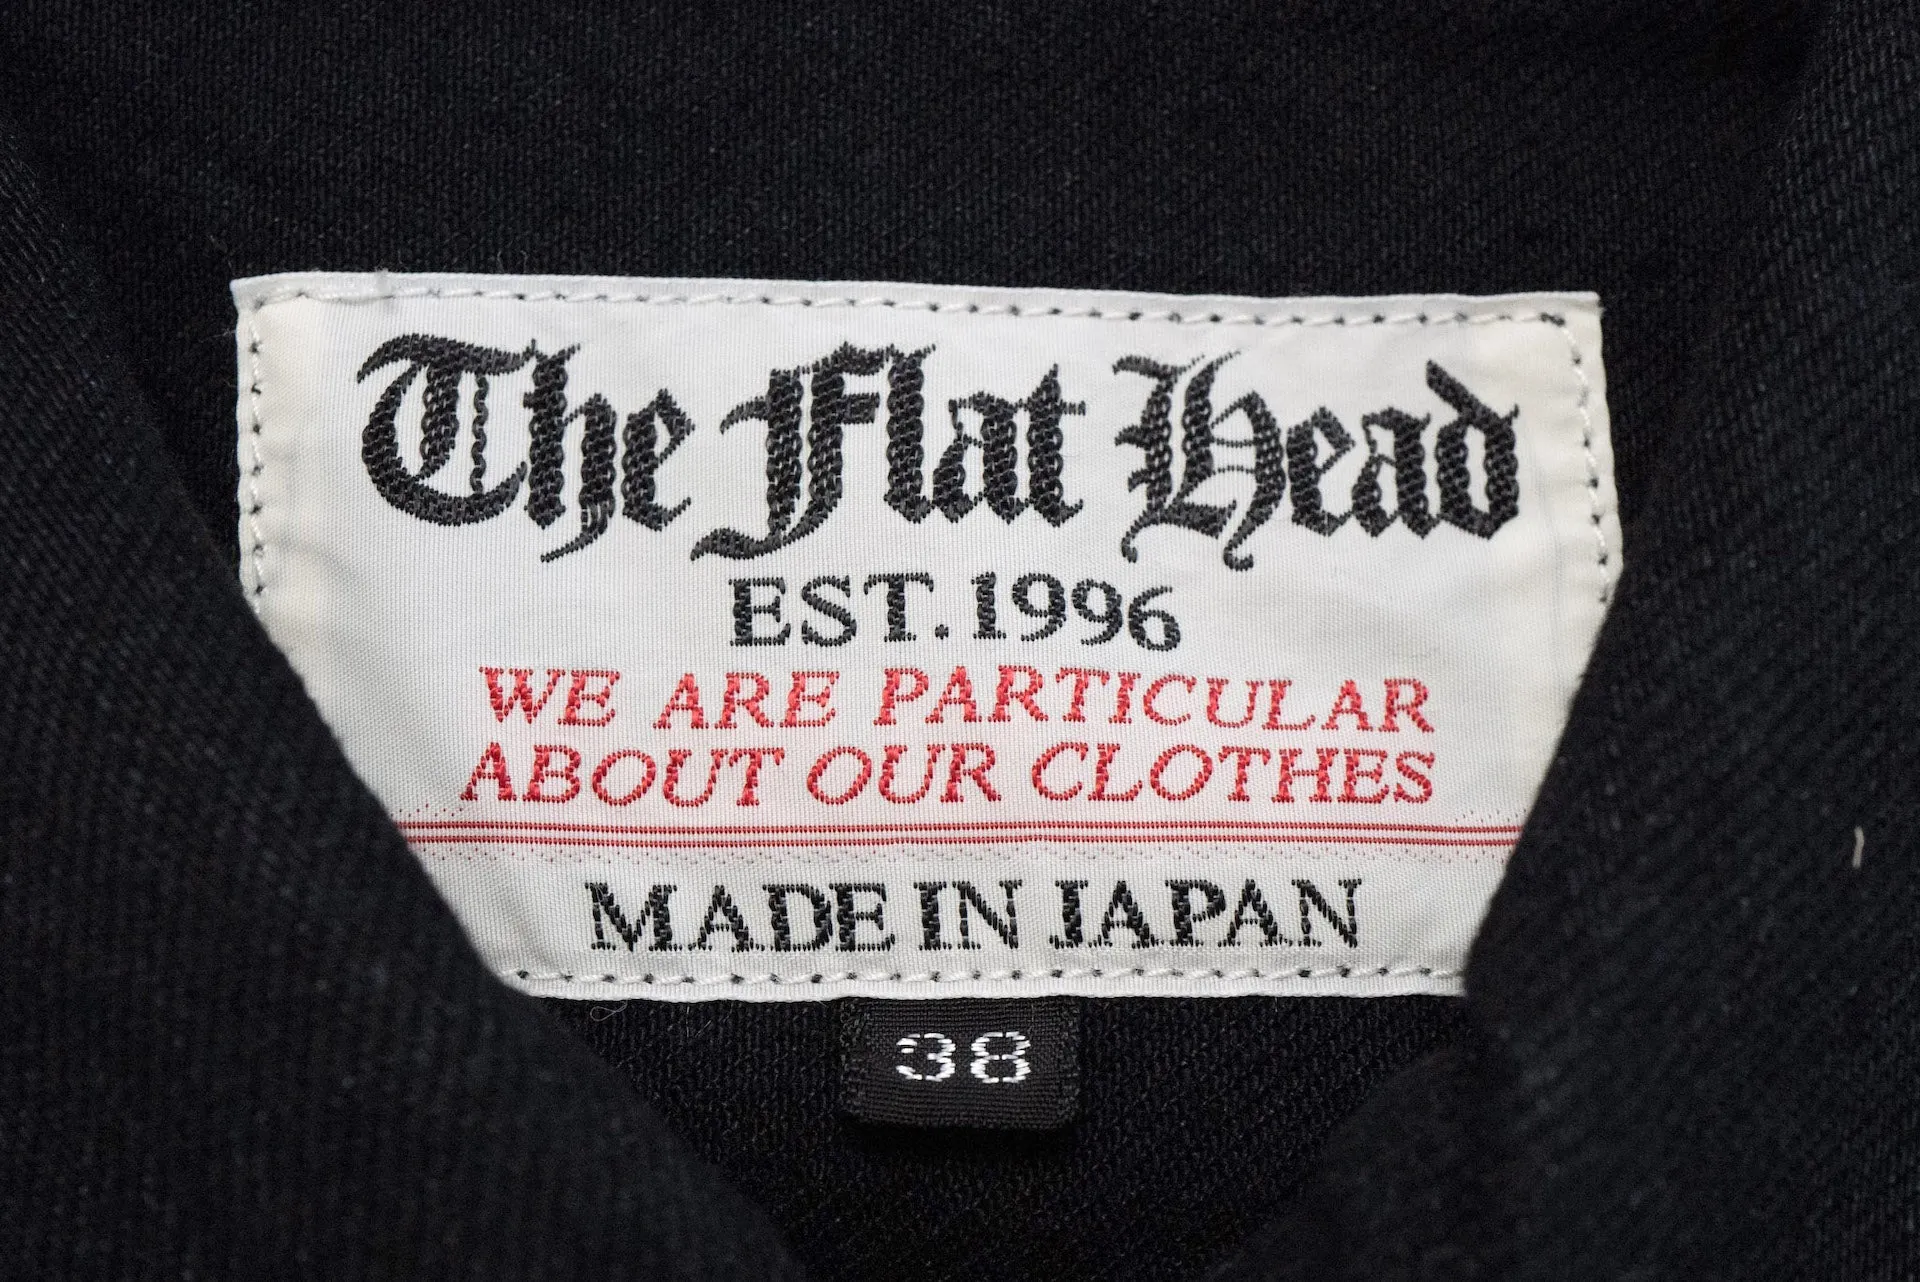 The Flat Head
EST. 1996
WE ARE PARTICULAR
ABOUT OUR CLOTHES
MADE IN JAPAN
38